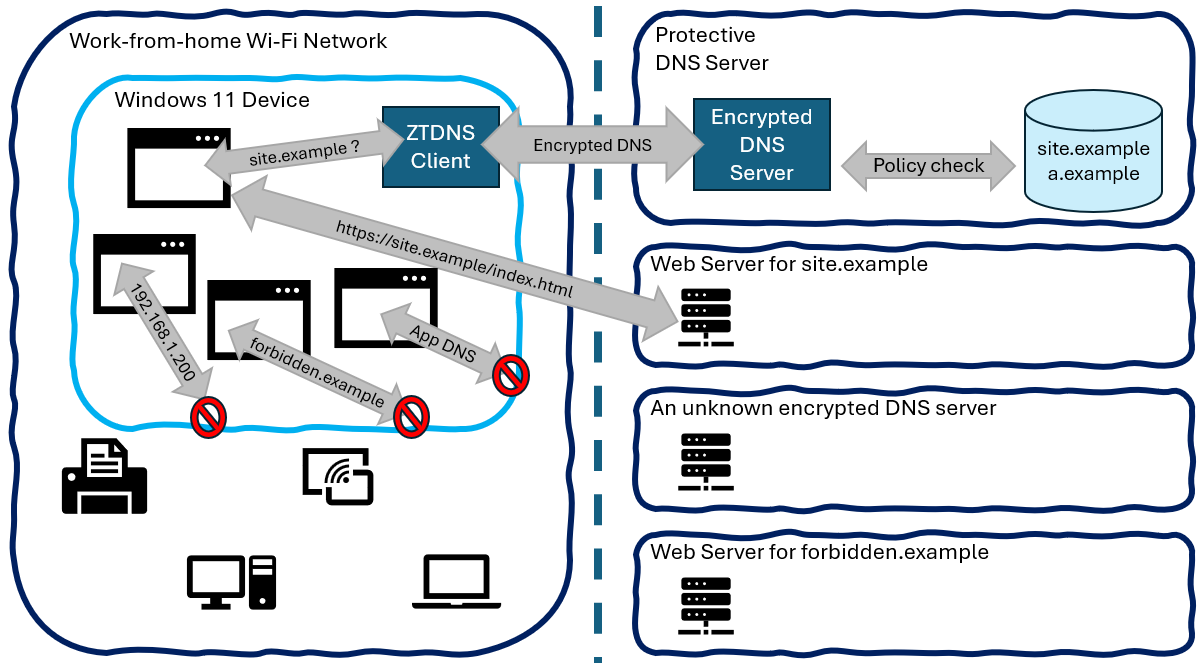 Work-from-home Wi-Fi Network
Windows 11 Device
ZTDNS
Client
site.example ?
Encrypted DNS
https://site.example/index.html
192.168.1.200
forbidden.example
App DNS
Protective
DNS Server
Encrypted
DNS
Server
Policy check
site.example
a.example
Web Server for site.example
An unknown encrypted DNS server
Web Server for forbidden.example